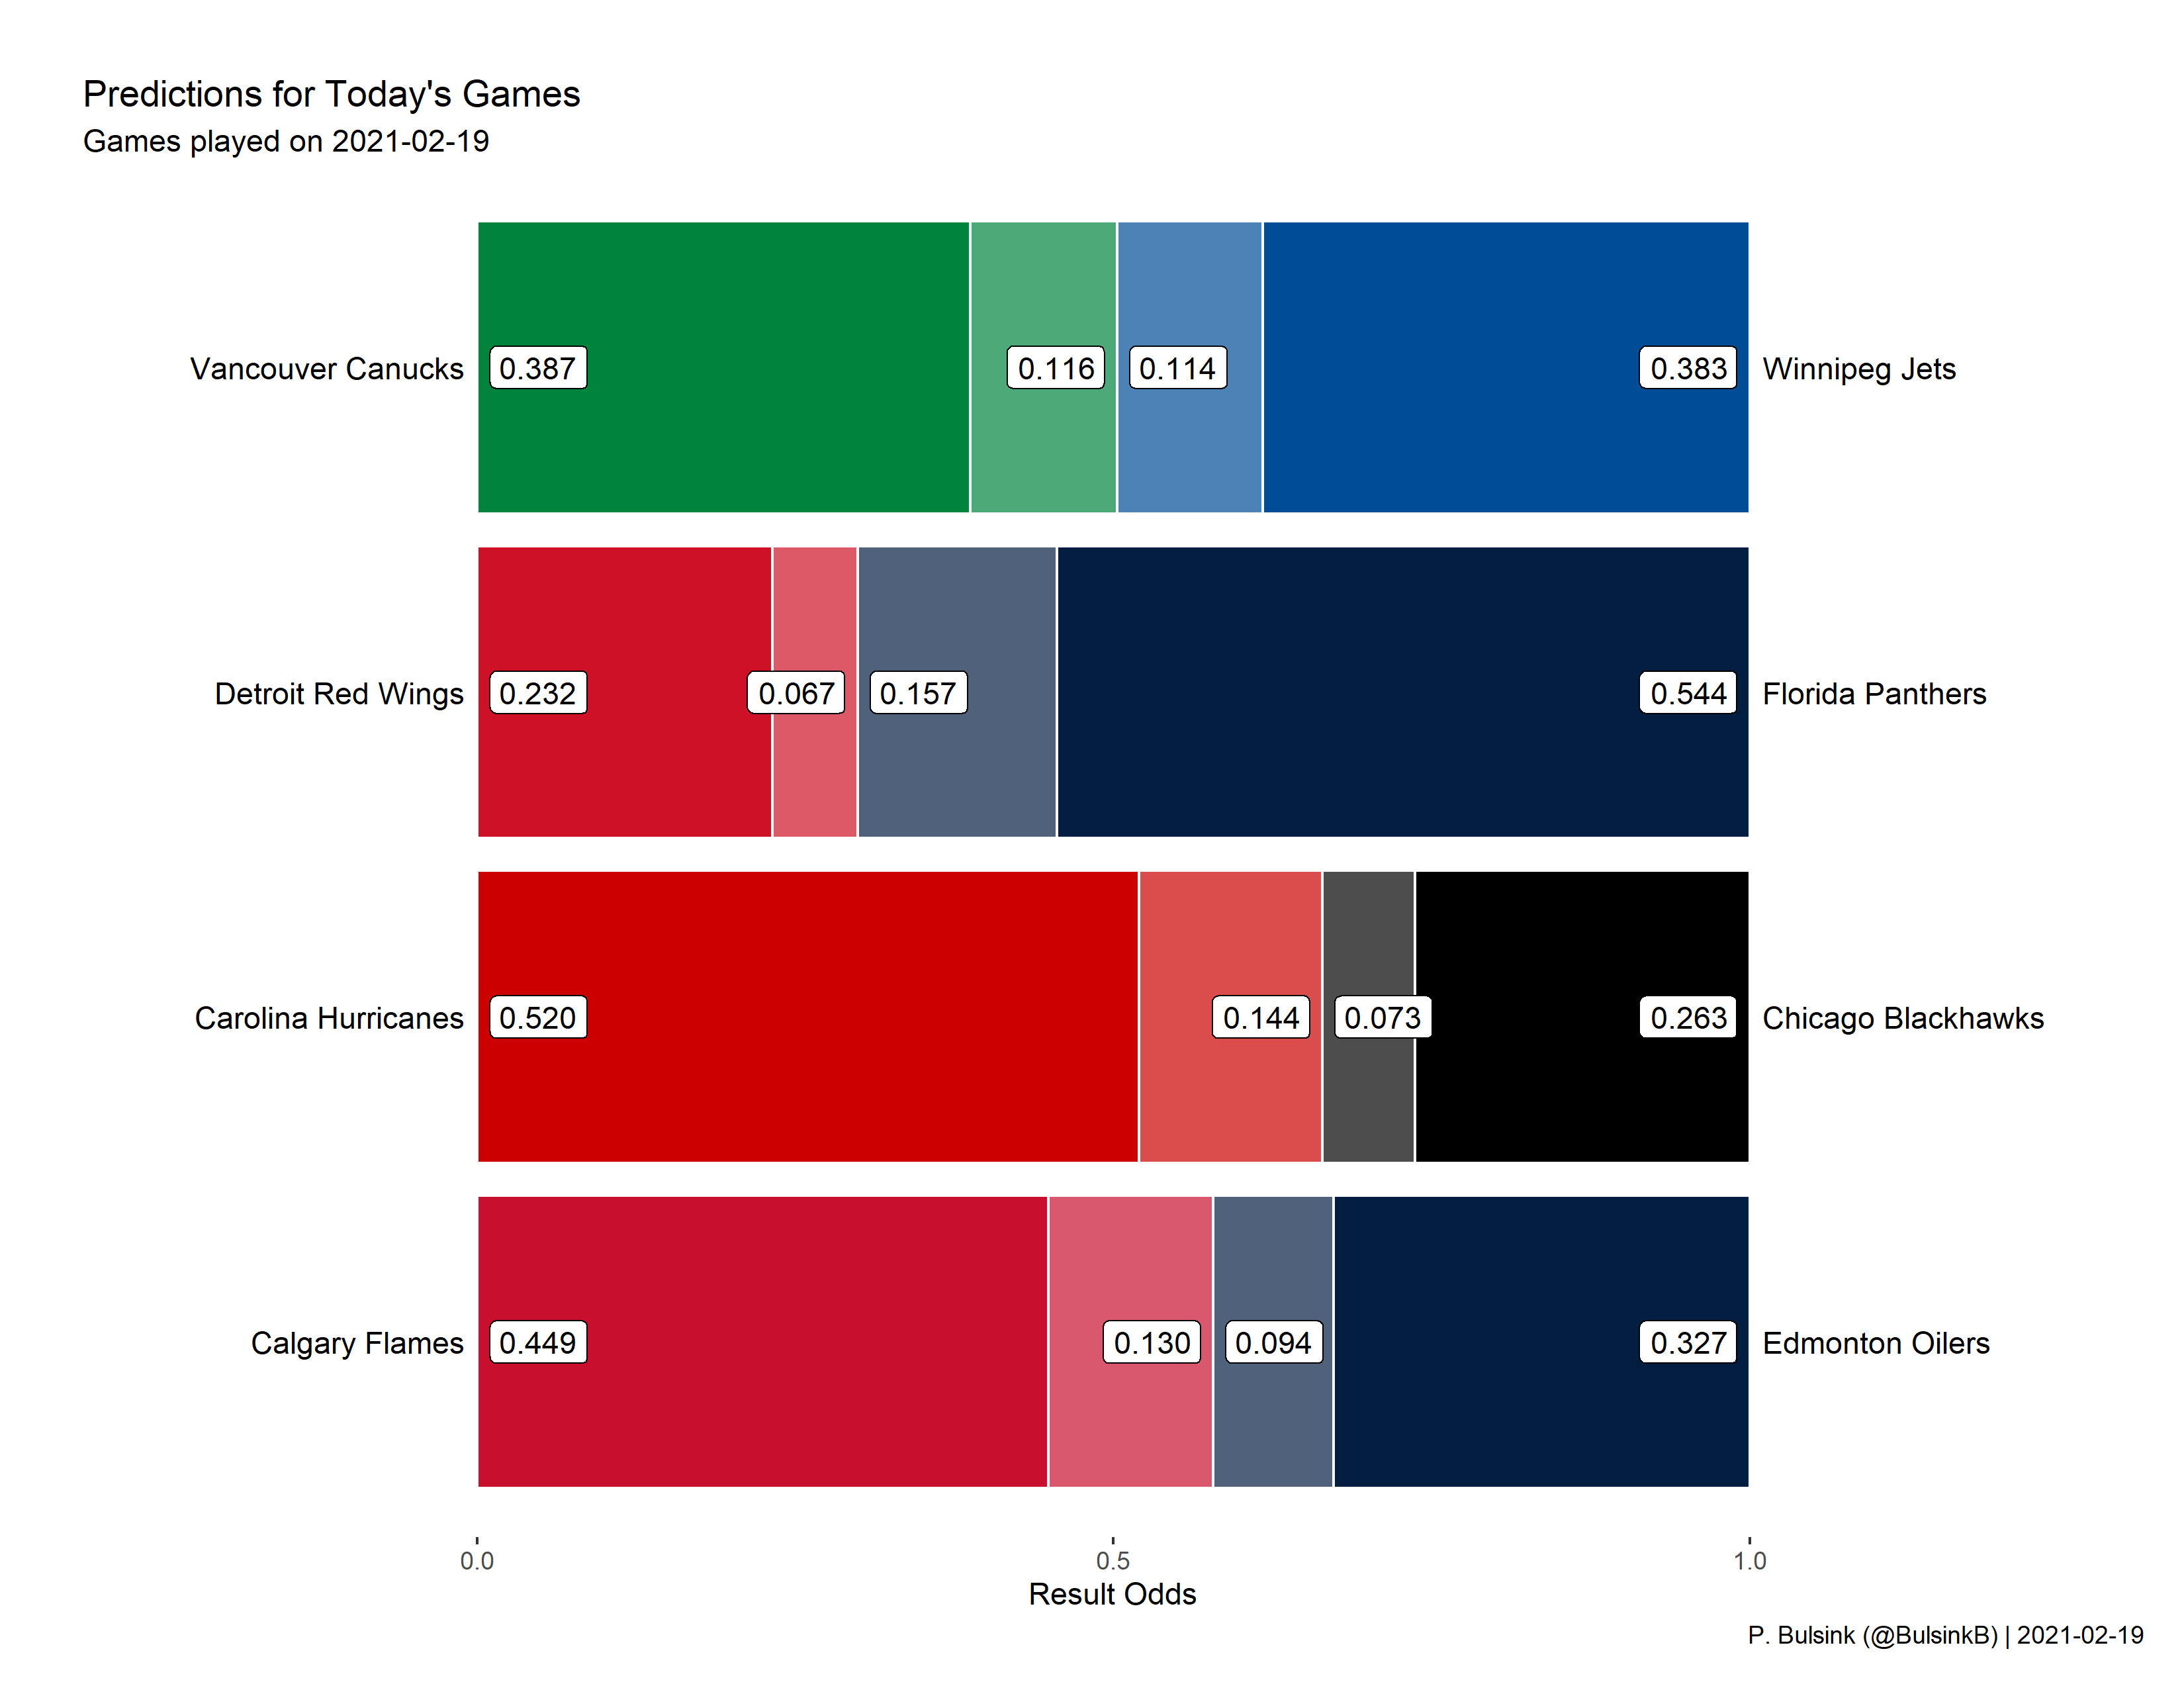 Predictions for Today's Games
Games played on 2021-02-19
Vancouver Canucks 0.387 0.116 0.114 0.383 Winnipeg Jets
Detroit Red Wings 0.232 0.067 0.157 0.544 Florida Panthers
Carolina Hurricanes 0.520 0.144 0.073 0.263 Chicago Blackhawks
Calgary Flames 0.449 0.130 0.094 0.327 Edmonton Oilers
0.0 0.5 1.0
Result Odds
P. Bulsink (@BulsinkB) | 2021-02-19